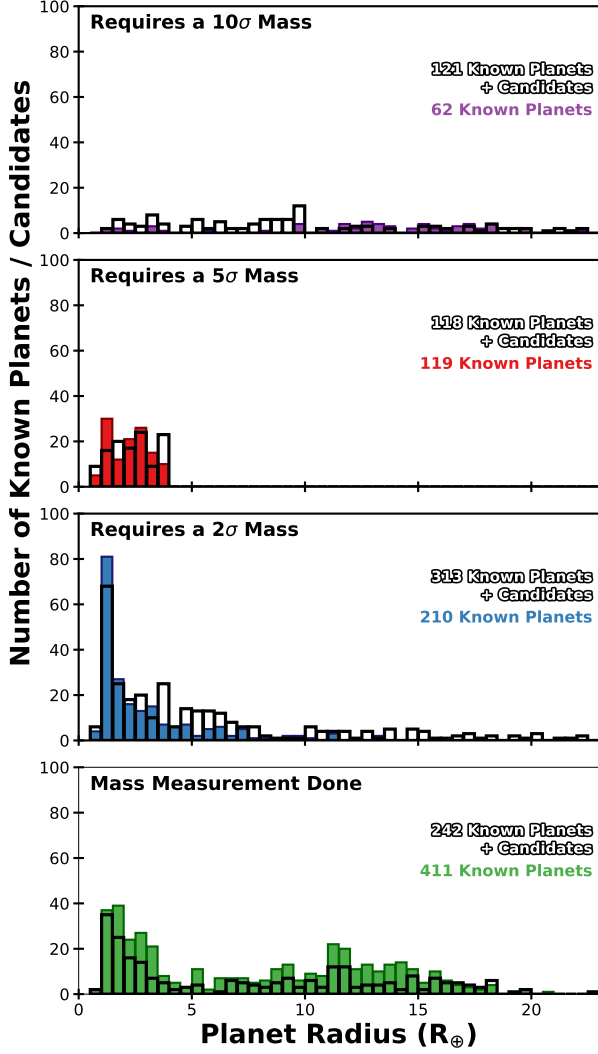 Number of Known Planets / Candidates
100
80
60
40
20
0
Requires a 10σ Mass
121 Known Planets
+ Candidates
62 Known Planets
100
80
60
40
20
0
Requires a 5σ Mass
118 Known Planets
+ Candidates
119 Known Planets
100
80
60
40
20
0
Requires a 2σ Mass
313 Known Planets
+ Candidates
210 Known Planets
100
80
60
40
20
0
Mass Measurement Done
242 Known Planets
+ Candidates
411 Known Planets
0 5 10 15 20
Planet Radius (R⊕)